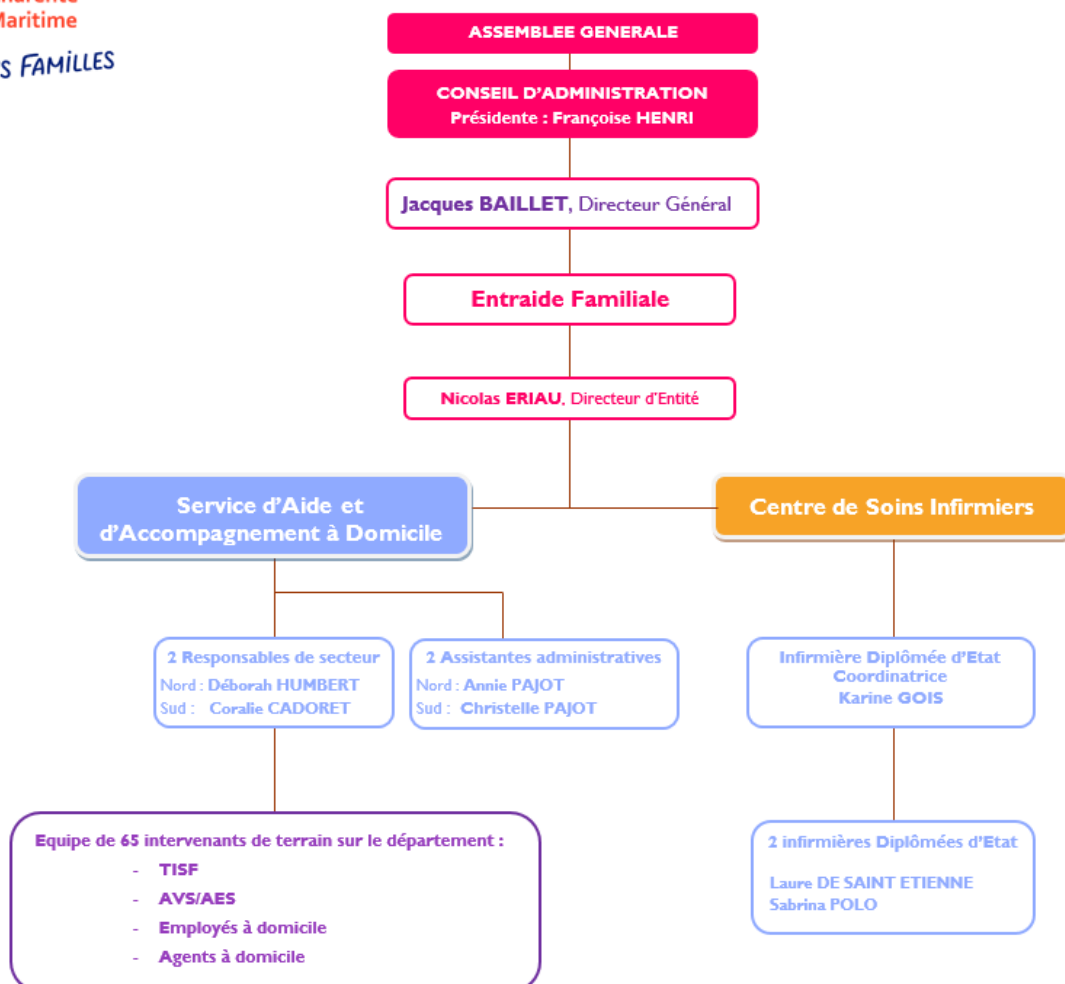 Maritime
FAMILLES
ASSEMBLEE GENERALE
CONSEIL D'ADMINISTRATION
Présidente : Françoise HENRI
Jacques BAILLET, Directeur Général
Entraide Familiale
Nicolas ERIAU, Directeur d'Entité
Service d'Aide et
d'Accompagnement à Domicile
Centre de Soins Infirmiers
2 Responsables de secteur
Nord : Déborah HUMBERT
Sud : Coralie CADORET
2 Assistantes administratives
Nord : Annie PAJOT
Sud : Christelle PAJOT
Infirmière Diplômée d'Etat
Coordinatrice
Karine GOIS
Equipe de 65 intervenants de terrain sur le département :
- TISF
- AVS/AES
- Employés à domicile
- Agents à domicile
2 infirmières Diplômées d'Etat
Laure DE SAINT ETIENNE
Sabrina POLO